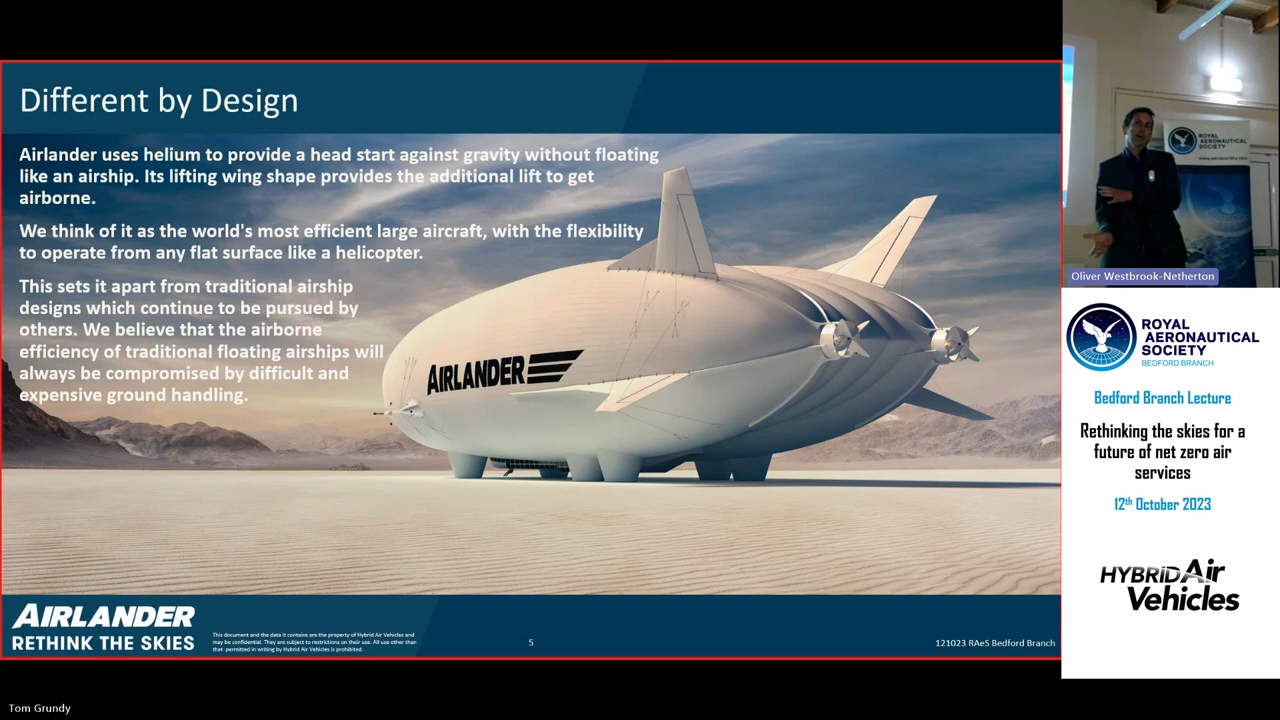 Different by Design
Airlander uses helium to provide a head start against gravity without floating
like an airship. Its lifting wing shape provides the additional lift to get
airborne.
We think of it as the world's most efficient large aircraft, with the flexibility
to operate from any flat surface like a helicopter.
This sets it apart from traditional airship
designs which continue to be pursued by
others. We believe that the airborne
efficiency of traditional floating airships will
always be compromised by difficult and
expensive ground handling.
AIRLANDER
AIRLANDER
RETHINK THE SKIES
This document and the data it contains are the property of Hybrid Air Vehicles and
may be confidential. They are subject to restrictions on their use. All use other than
that permitted in writing by Hybrid Air Vehicles is prohibited.
5
121023 RAeS Bedford Branch
ROYAL
AERONAUTICAL
SOCIETY
www.aerosociety.com
Oliver Westbrook-Netherton
ROYAL
AERONAUTICAL
SOCIETY
BEDFORD BRANCH
Bedford Branch Lecture
Rethinking the skies for a
future of net zero air
services
12th October 2023
HYBRID Air
Vehicles
Tom Grundy